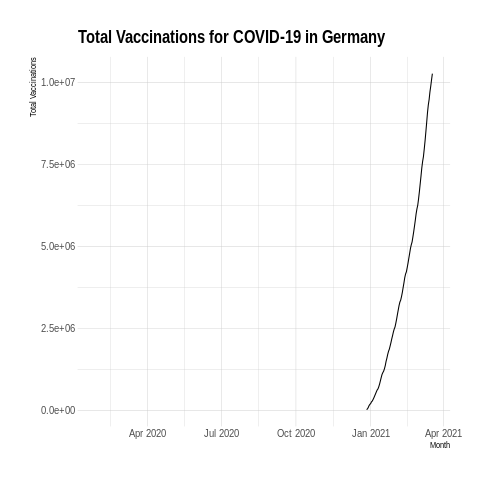 Total Vaccinations for COVID-19 in Germany
Total Vaccinations
1.0e+07
7.5e+06
5.0e+06
2.5e+06
0.0e+00
Apr 2020 Jul 2020 Oct 2020 Jan 2021 Apr 2021
Month